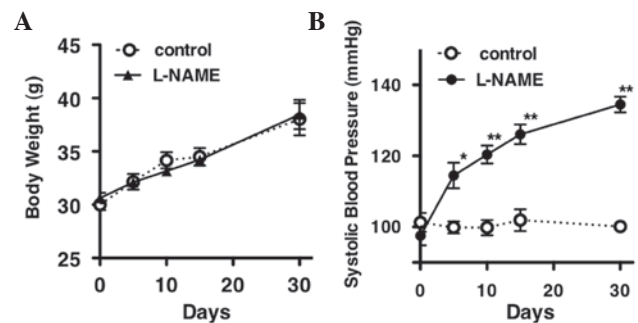 A
Body Weight (g)
45
40
35
30
25
control
L-NAME
0
10
20
30
Days
B
Systolic Blood Pressure (mmHg)
140
120
100
control
L-NAME
*
**
**
**
0
10
20
30
Days